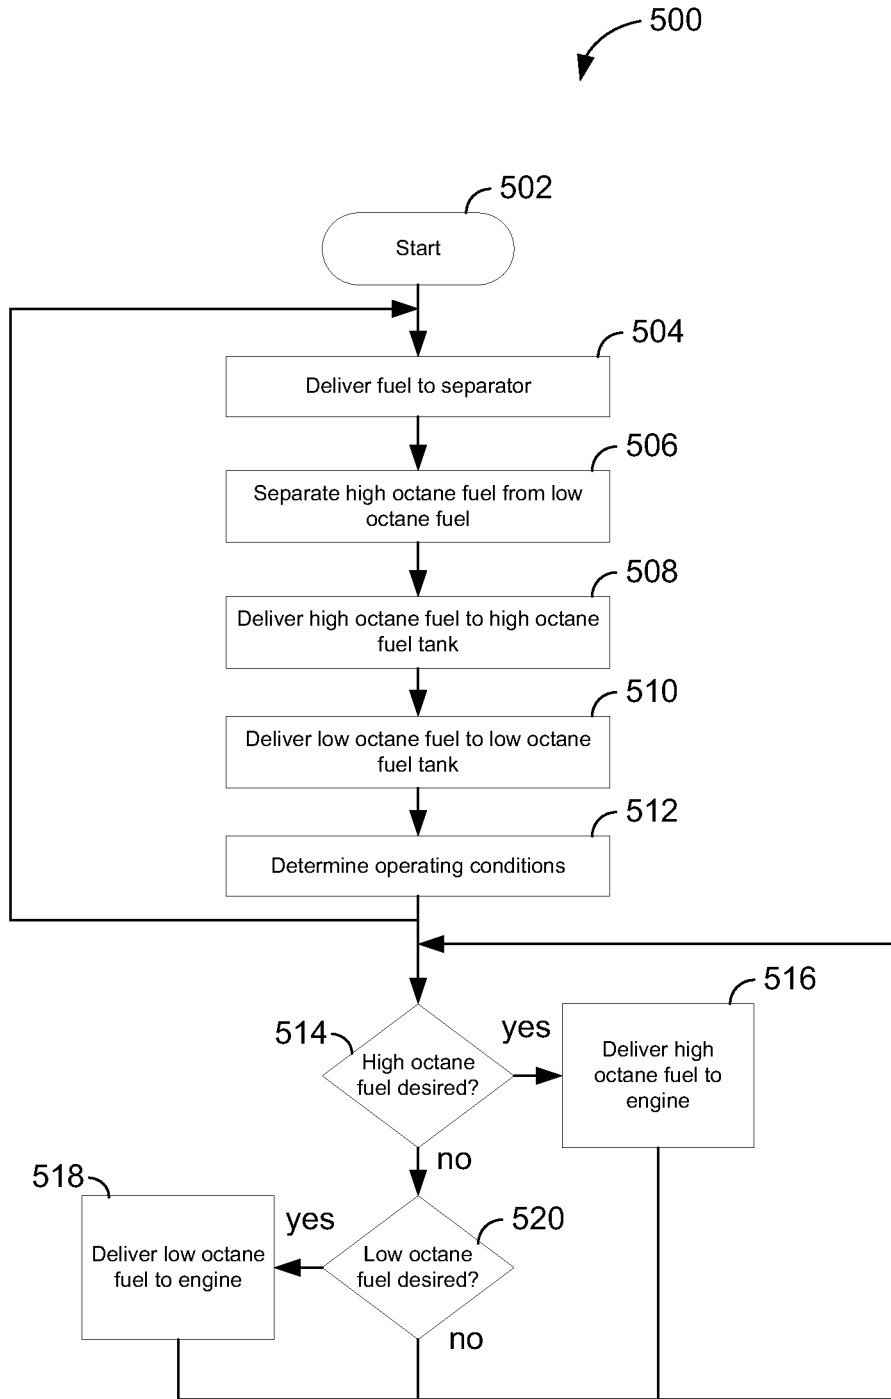 500
502
Start
504
Deliver fuel to separator
506
Separate high octane fuel from low
octane fuel
508
Deliver high octane fuel to high octane
fuel tank
510
Deliver low octane fuel to low octane
fuel tank
512
Determine operating conditions
514
High octane
fuel desired?
yes
516
Deliver high
octane fuel to
engine
no
518
Deliver low octane
fuel to engine
yes
520
Low octane
fuel desired?
no